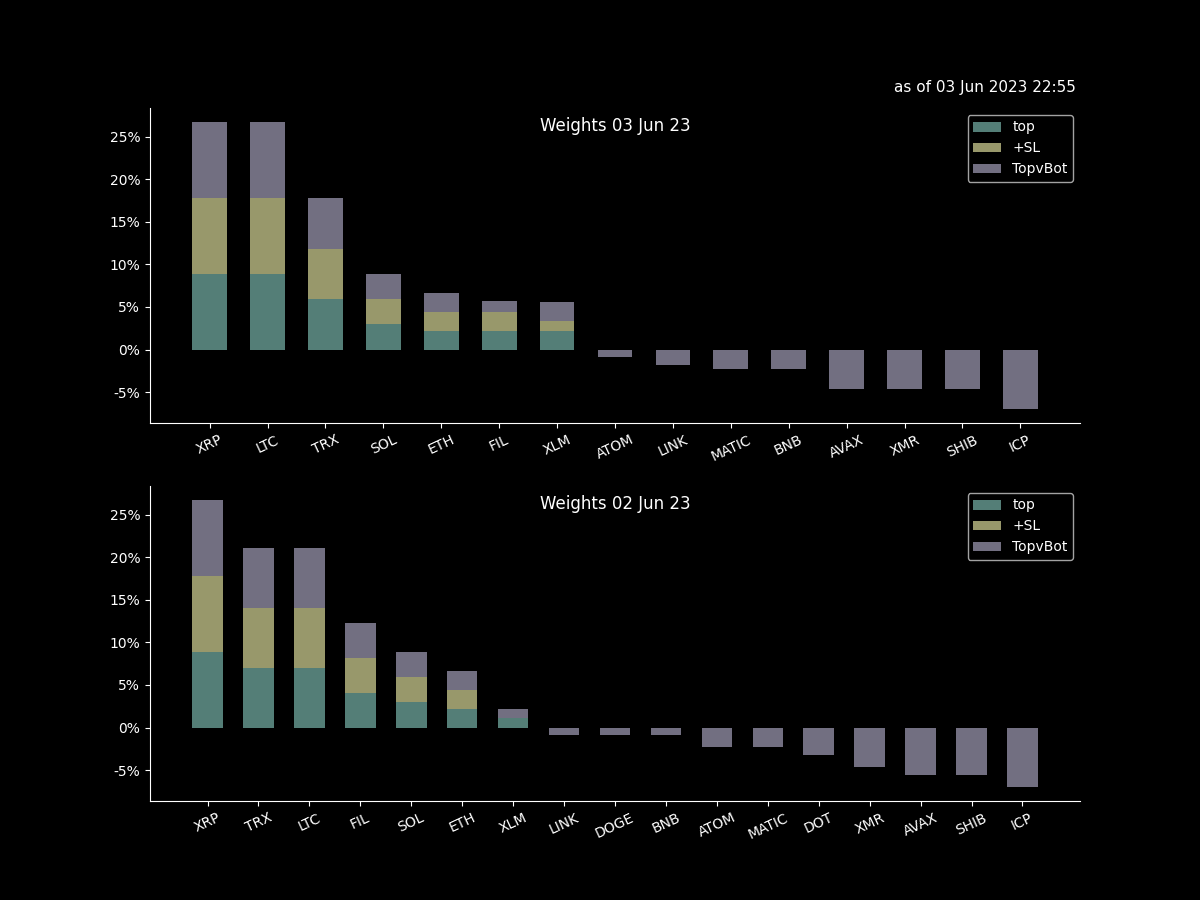 as of 03 Jun 2023 22:55
Weights 03 Jun 23
top
+SL
TopvBot
25%
20%
15%
10%
5%
0%
-5%
XRP LTC TRX SOL ETH FIL XLM ATOM LINK MATIC BNB AVAX XMR SHIB ICP
Weights 02 Jun 23
top
+SL
TopvBot
25%
20%
15%
10%
5%
0%
-5%
XRP TRX LTC FIL SOL ETH XLM LINK DOGE BNB ATOM MATIC DOT XMR AVAX SHIB ICP